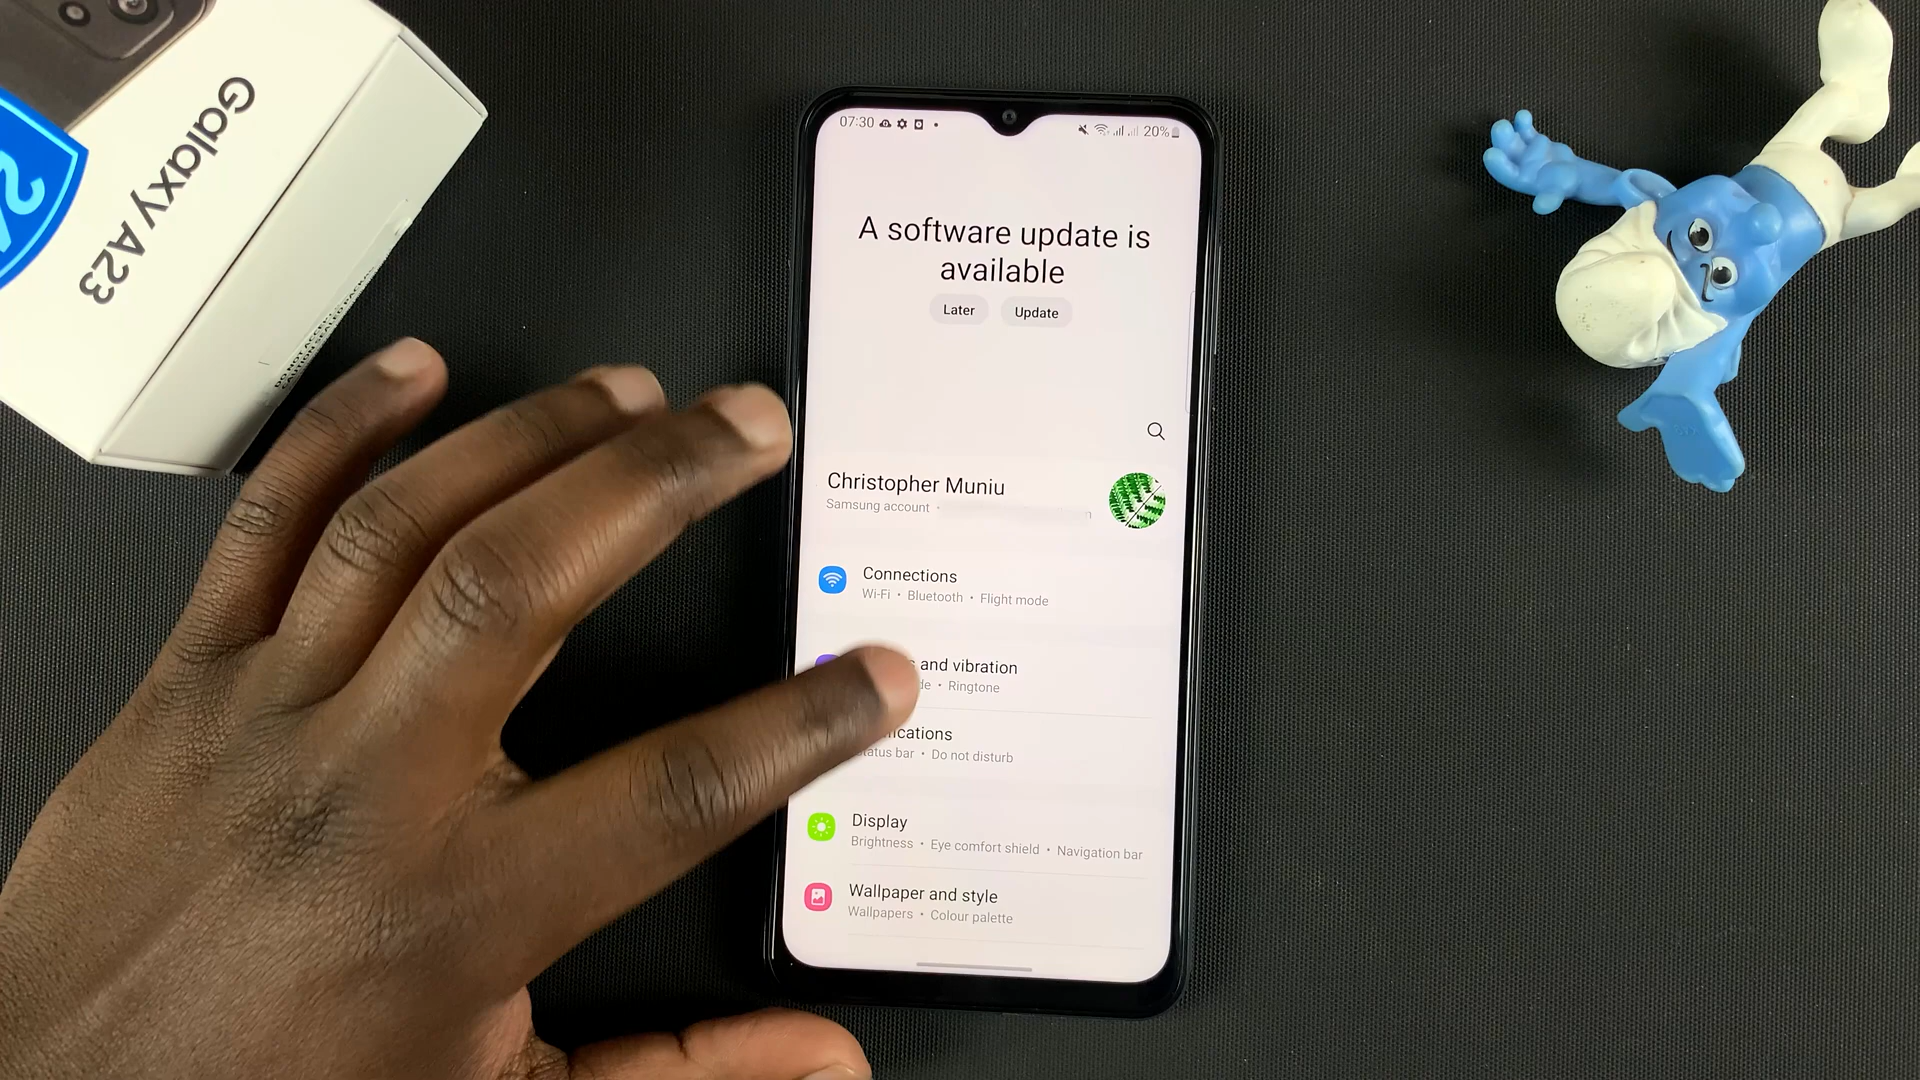 Galaxy A23
07:30
20%
A software update is
available
Later
Update
Christopher Muniu
Samsung account •
Connections
Wi-Fi • Bluetooth • Flight mode
and vibration
• Ringtone
Status bar • Do not disturb
Display
Brightness • Eye comfort shield • Navigation bar
Wallpaper and style
Wallpapers • Colour palette